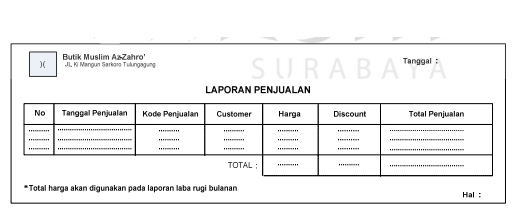 Butik Muslim Az-Zahro'
)( JL. Ki Mangun Sarkoro Tulungagung
Tanggal :
SURABAYA
LAPORAN PENJUALAN
No Tanggal Penjualan Kode Penjualan Customer Harga Discount Total Penjualan
.......... .................................. .......... .......... .......... .......... ..................................
.......... .................................. .......... .......... .......... .......... ..................................
.......... .................................. .......... .......... .......... .......... ..................................
TOTAL : .......... .......... ..................................
*Total harga akan digunakan pada laporan laba rugi bulanan
Hal :